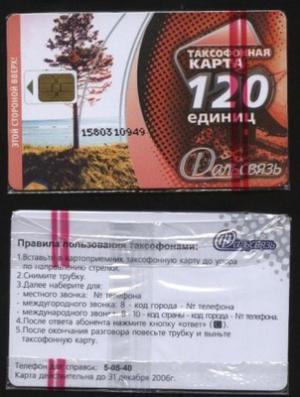 ЭТОЙ СТОРОНОЙ ВВЕРХ!
ТАКСОФОННАЯ
КАРТА
120
ЕДИНИЦ
1580310949
Дальсвязь
Дальсвязь
Правила пользования таксофонами:
1.Вставьте в картоприемник таксофонную карту до упора
по направлению стрелки.
2.Снимите трубку.
3.Далее наберите для:
- местного звонка: № телефона
- междугородного звонка: 8 - код города - № телефона
- международного звонка: 8 - 10 - код страны - код города - № телефона.
4.После ответа абонента нажмите кнопку «ответ» ( ).
5.После окончания разговора повесьте трубку и выньте
таксофонную карту.
Телефон для справок: 5-08-40
Карта действительна до 31 декабря 2006г.